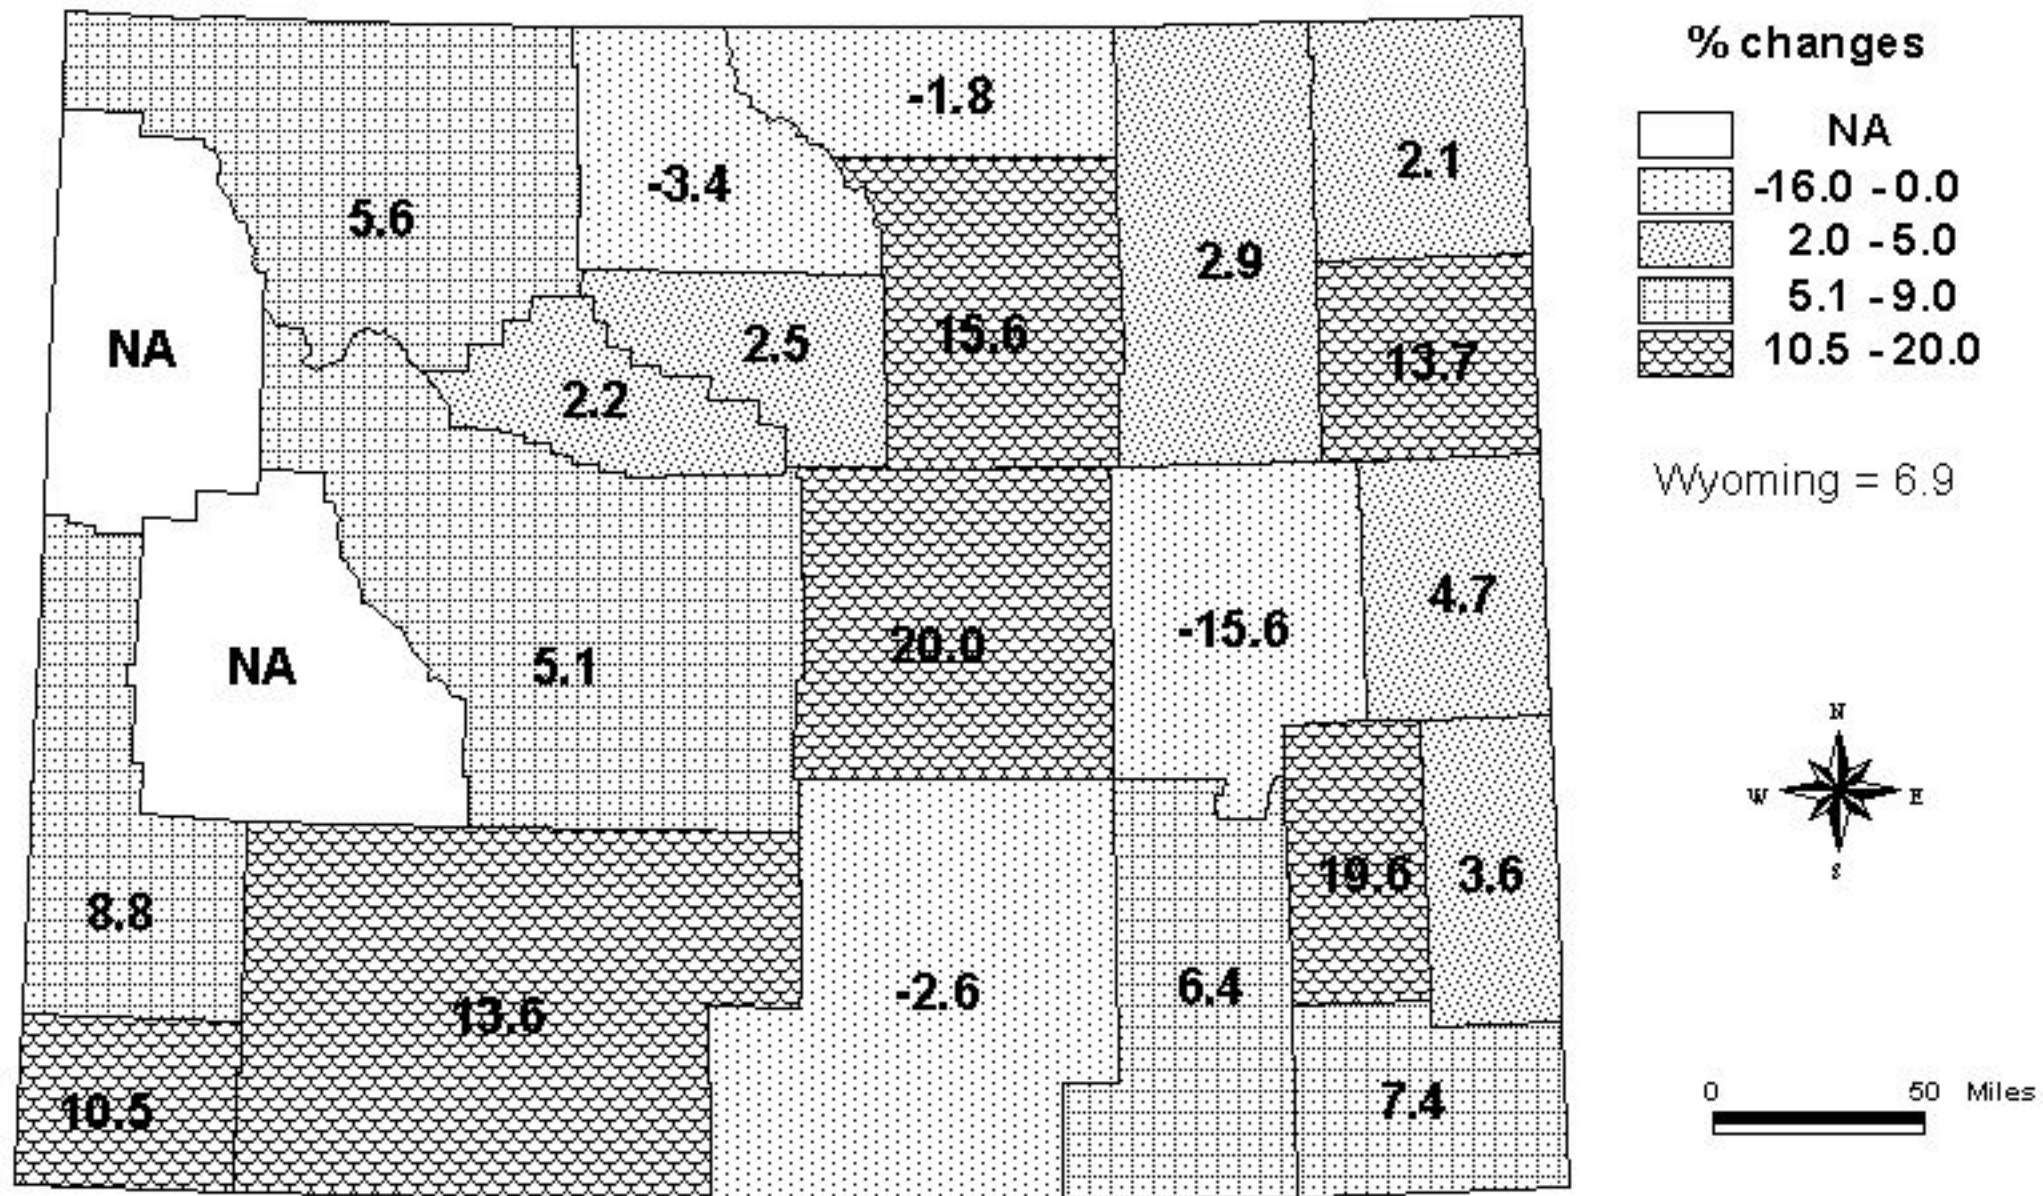 % changes
NA
-16.0 - 0.0
2.0 - 5.0
5.1 - 9.0
10.5 - 20.0
Wyoming = 6.9
-1.8
2.1
-3.4
5.6
2.9
15.6
2.5
NA
13.7
2.2
4.7
-15.6
20.0
5.1
NA
19.6
3.6
8.8
6.4
-2.6
13.6
7.4
10.5
N
W
E
S
0 50 Miles